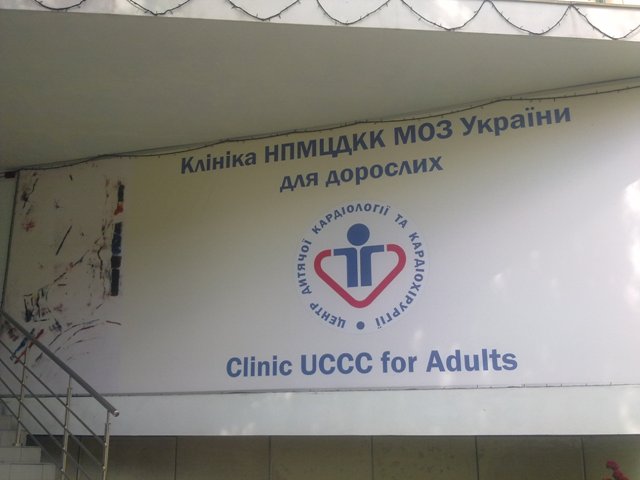 Клініка НПМЦДКК МОЗ України
для дорослих
ЦЕНТР ДИТЯЧОЇ КАРДІОЛОГІЇ ТА КАРДІОХІРУРГІЇ
Clinic UCCC for Adults